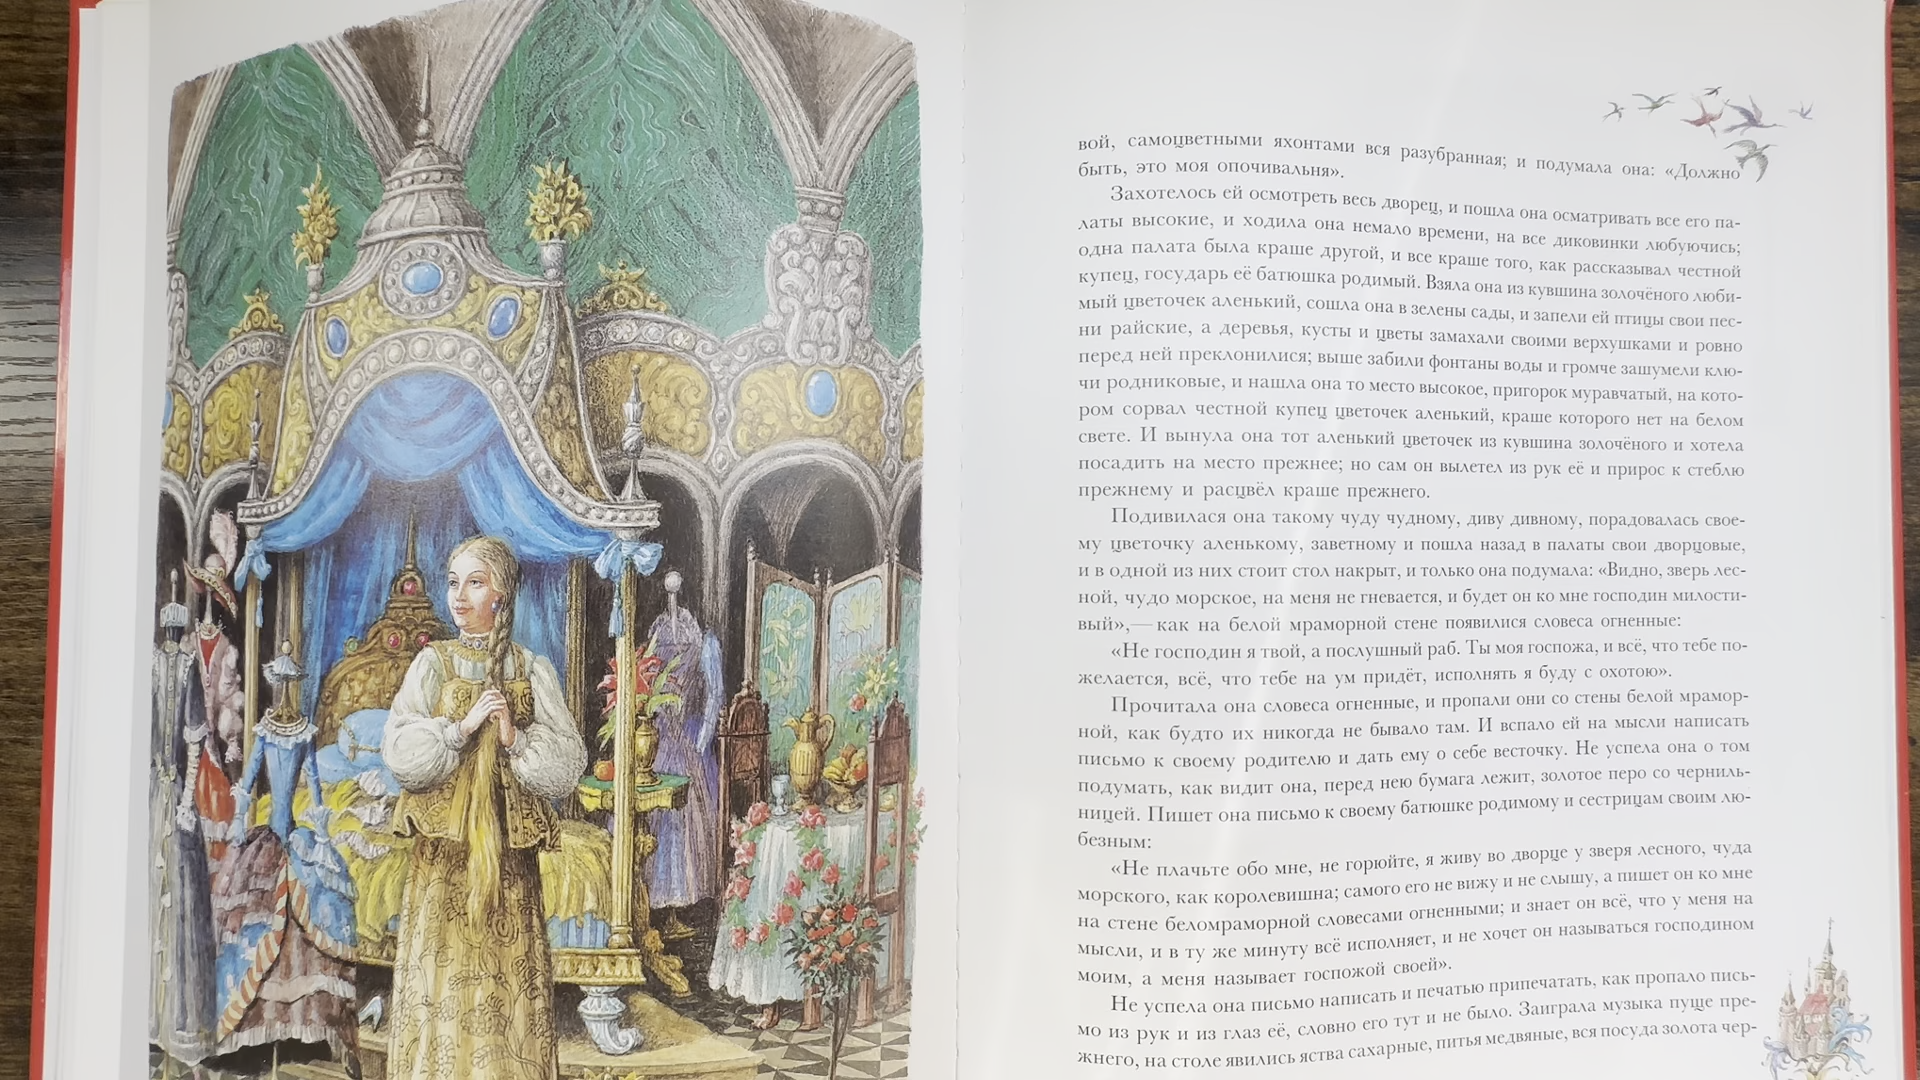 вой, самоцветными яхонтами вся разубранная; и подумала она: «Должно
быть, это моя опочивальня».
Захотелось ей осмотреть весь дворец, и пошла она осматривать все его па-
латы высокие, и ходила она немало времени, на все диковинки любуючись;
одна палата была краше другой, и все краше того, как рассказывал честной
купец, государь её батюшка родимый. Взяла она из кувшина золочёного люби-
мый цветочек аленький, сошла она в зелены сады, и запели ей птицы свои пес-
ни райские, а деревья, кусты и цветы замахали своими верхушками и ровно
перед ней преклонилися; выше забили фонтаны воды и громче зашумели клю-
чи родниковые, и нашла она то место высокое, пригорок муравчатый, на кото-
ром сорвал честной купец цветочек аленький, краше которого нет на белом
свете. И вынула она тот аленький цветочек из кувшина золочёного и хотела
посадить на место прежнее; но сам он вылетел из рук её и прирос к стеблю
прежнему и расцвёл краше прежнего.
Подивилася она такому чуду чудному, диву дивному, порадовалась свое-
му цветочку аленькому, заветному и пошла назад в палаты свои дворцовые,
и в одной из них стоит стол накрыт, и только она подумала: «Видно, зверь лес-
ной, чудо морское, на меня не гневается, и будет он ко мне господин милости-
вый»,— как на белой мраморной стене появилися словеса огненные:
«Не господин я твой, а послушный раб. Ты моя госпожа, и всё, что тебе по-
желается, всё, что тебе на ум придёт, исполнять я буду с охотою».
Прочитала она словеса огненные, и пропали они со стены белой мрамор-
ной, как будто их никогда не бывало там. И вспало ей на мысли написать
письмо к своему родителю и дать ему о себе весточку. Не успела она о том
подумать, как видит она, перед нею бумага лежит, золотое перо со черниль-
ницей. Пишет она письмо к своему батюшке родимому и сестрицам своим лю-
безным:
«Не плачьте обо мне, не горюйте, я живу во дворце у зверя лесного, чуда
морского, как королевишна; самого его не вижу и не слышу, а пишет он ко мне
на стене беломраморной словесами огненными; и знает он всё, что у меня на
мысли, и в ту же минуту всё исполняет, и не хочет он называться господином
моим, а меня называет госпожой своей».
Не успела она письмо написать и печатью припечатать, как пропало пись-
мо из рук и из глаз её, словно его тут и не было. Заиграла музыка пуще пре-
жнего, на столе явились яства сахарные, питья медвяные, вся посуда золота чер-